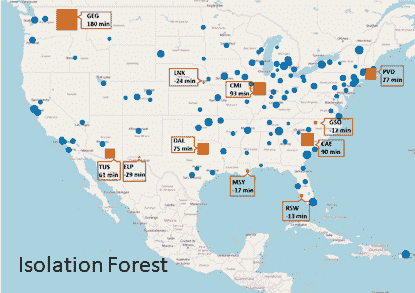 GEG
180 min
LNK
-24 min
CMI
93 min
PVD
77 min
GSO
-12 min
CAE
90 min
DAL
75 min
TUS
61 min
ELP
-29 min
MSY
-17 min
RSW
-13 min
Isolation Forest